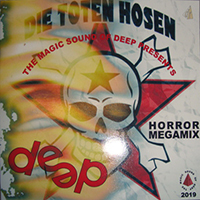 DIE TOTEN HOSEN
THE MAGIC SOUND OF DEEP PRESENTS
HORROR
MEGAMIX
deep
2019